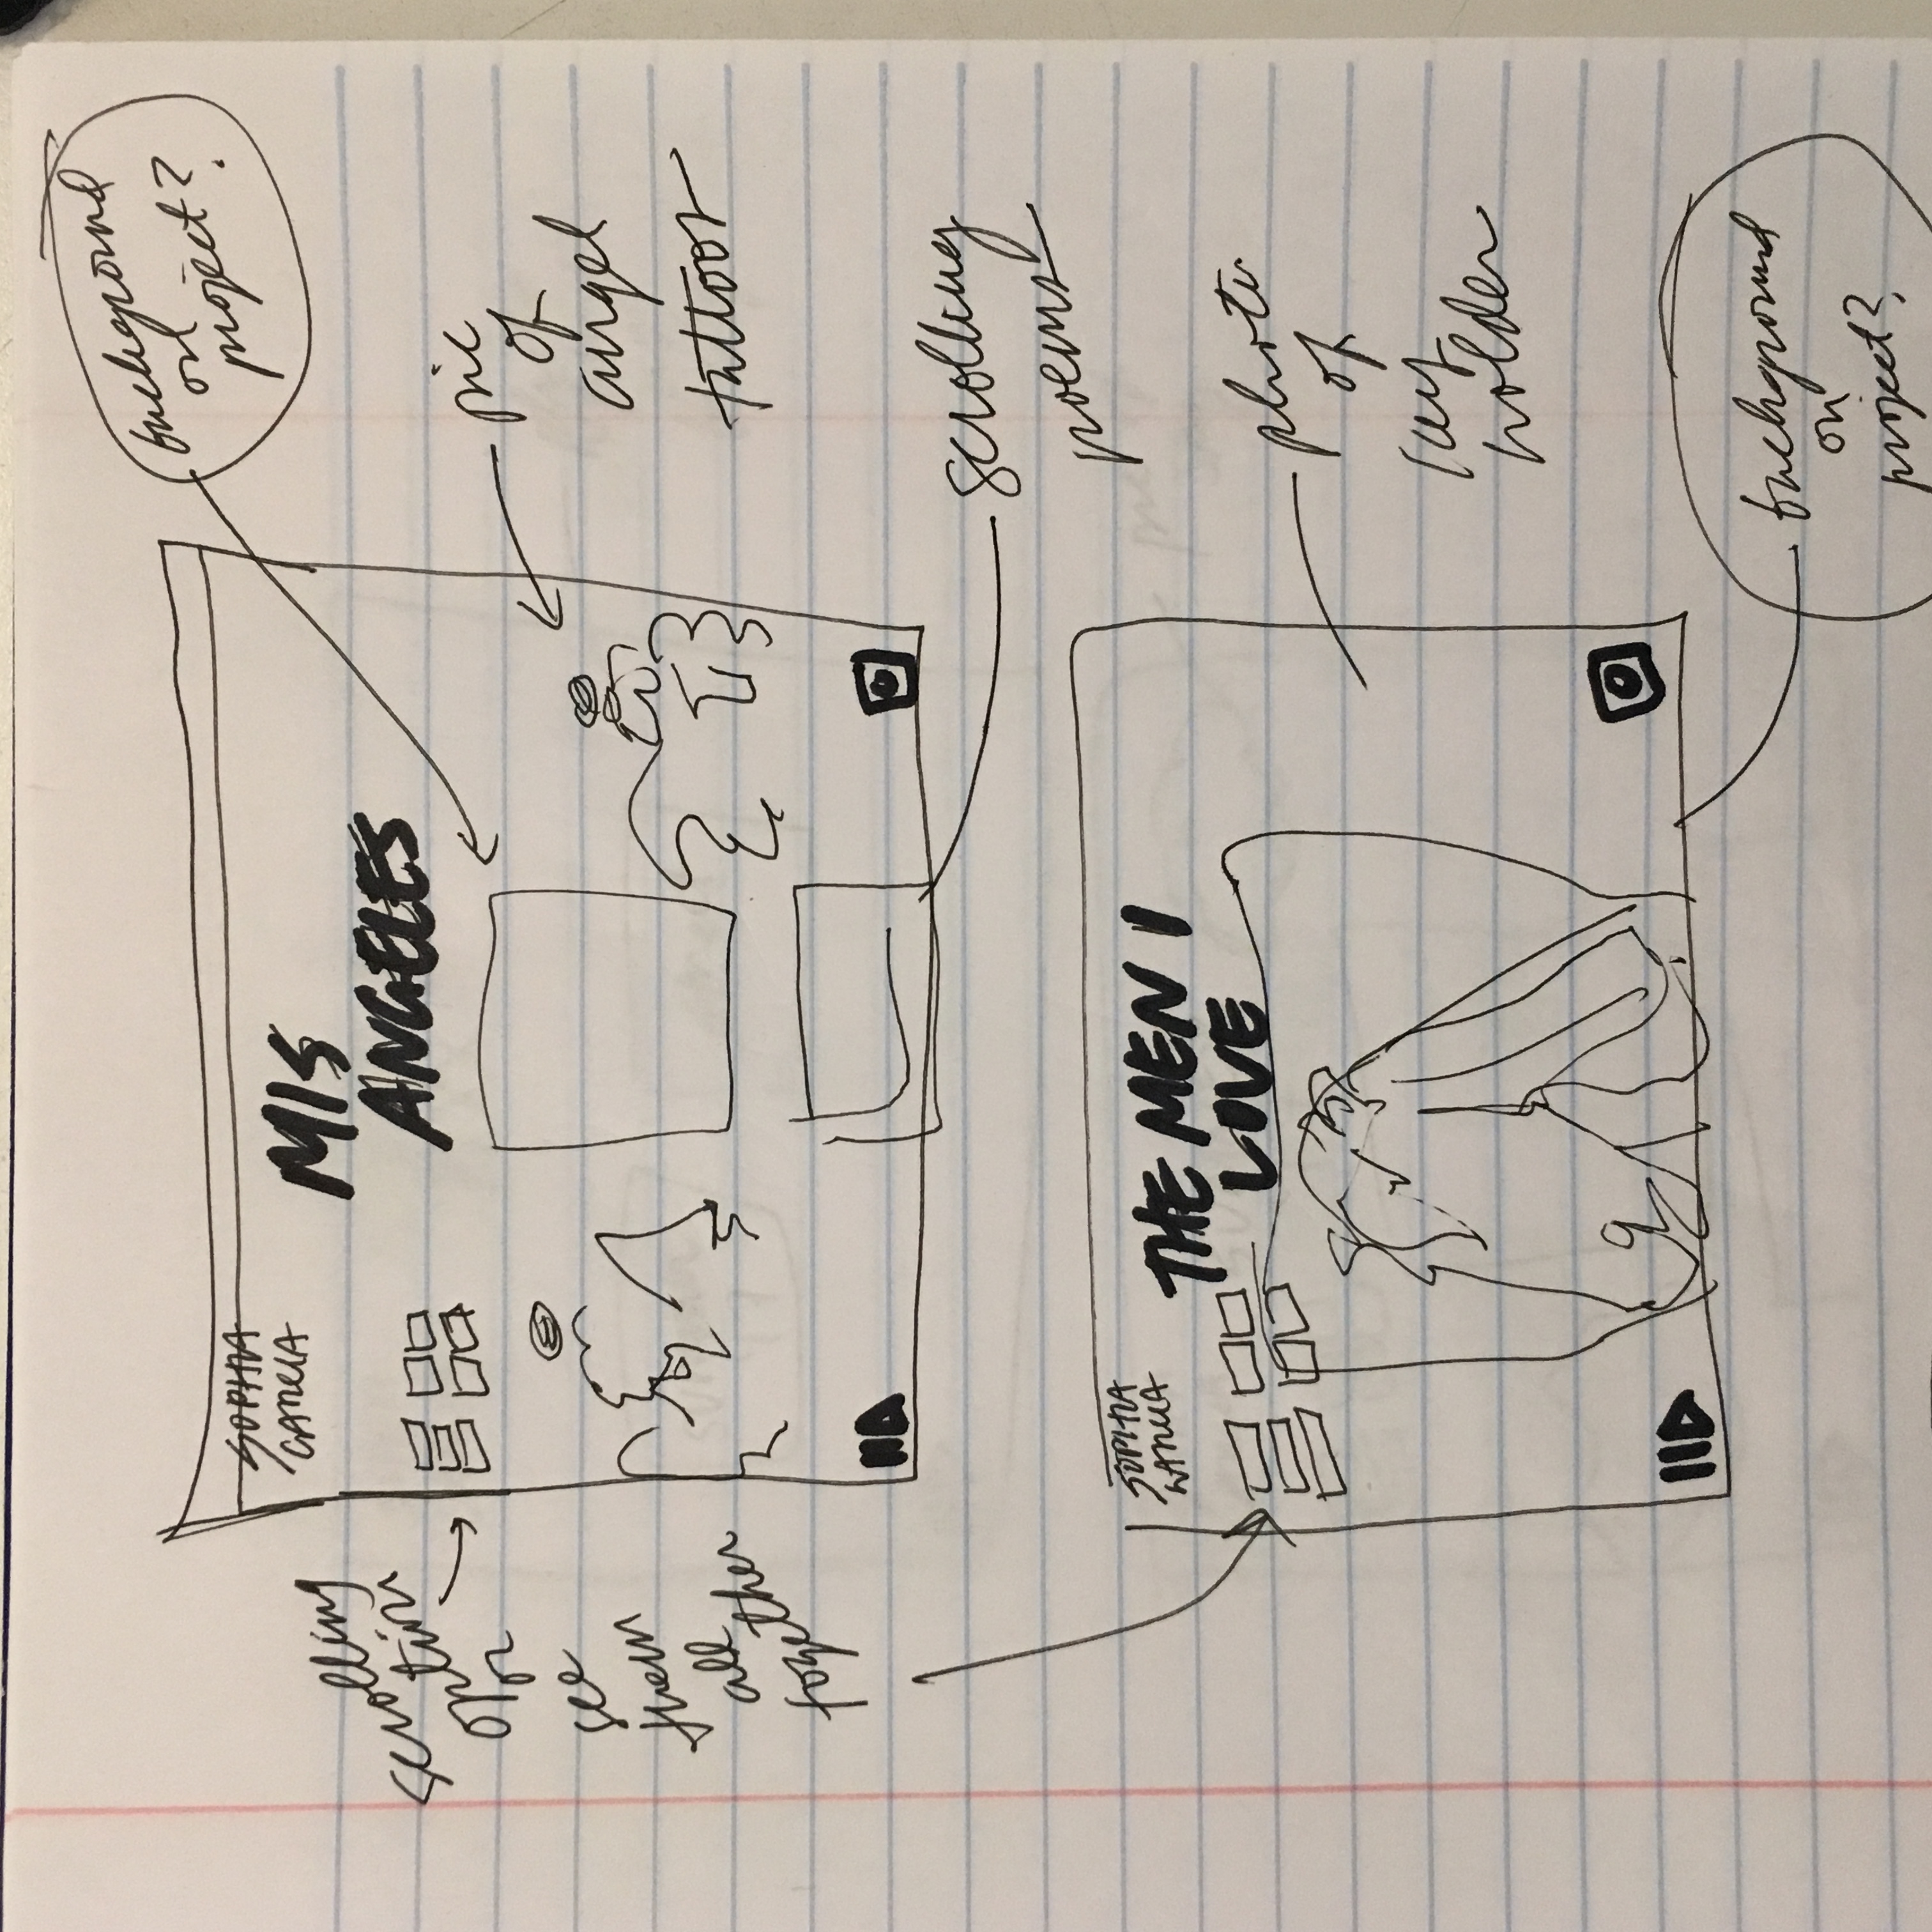 background
on
project?
SOPHIA
GARCIA
MIS
ANGELES
scrolling
option
or
see
them
all
together
pic
of
angel
tattoos
scrolling
poems
SOPHIA
GARCIA
THE MEN I
LOVE
photo
of
key
holder
background
on
project?